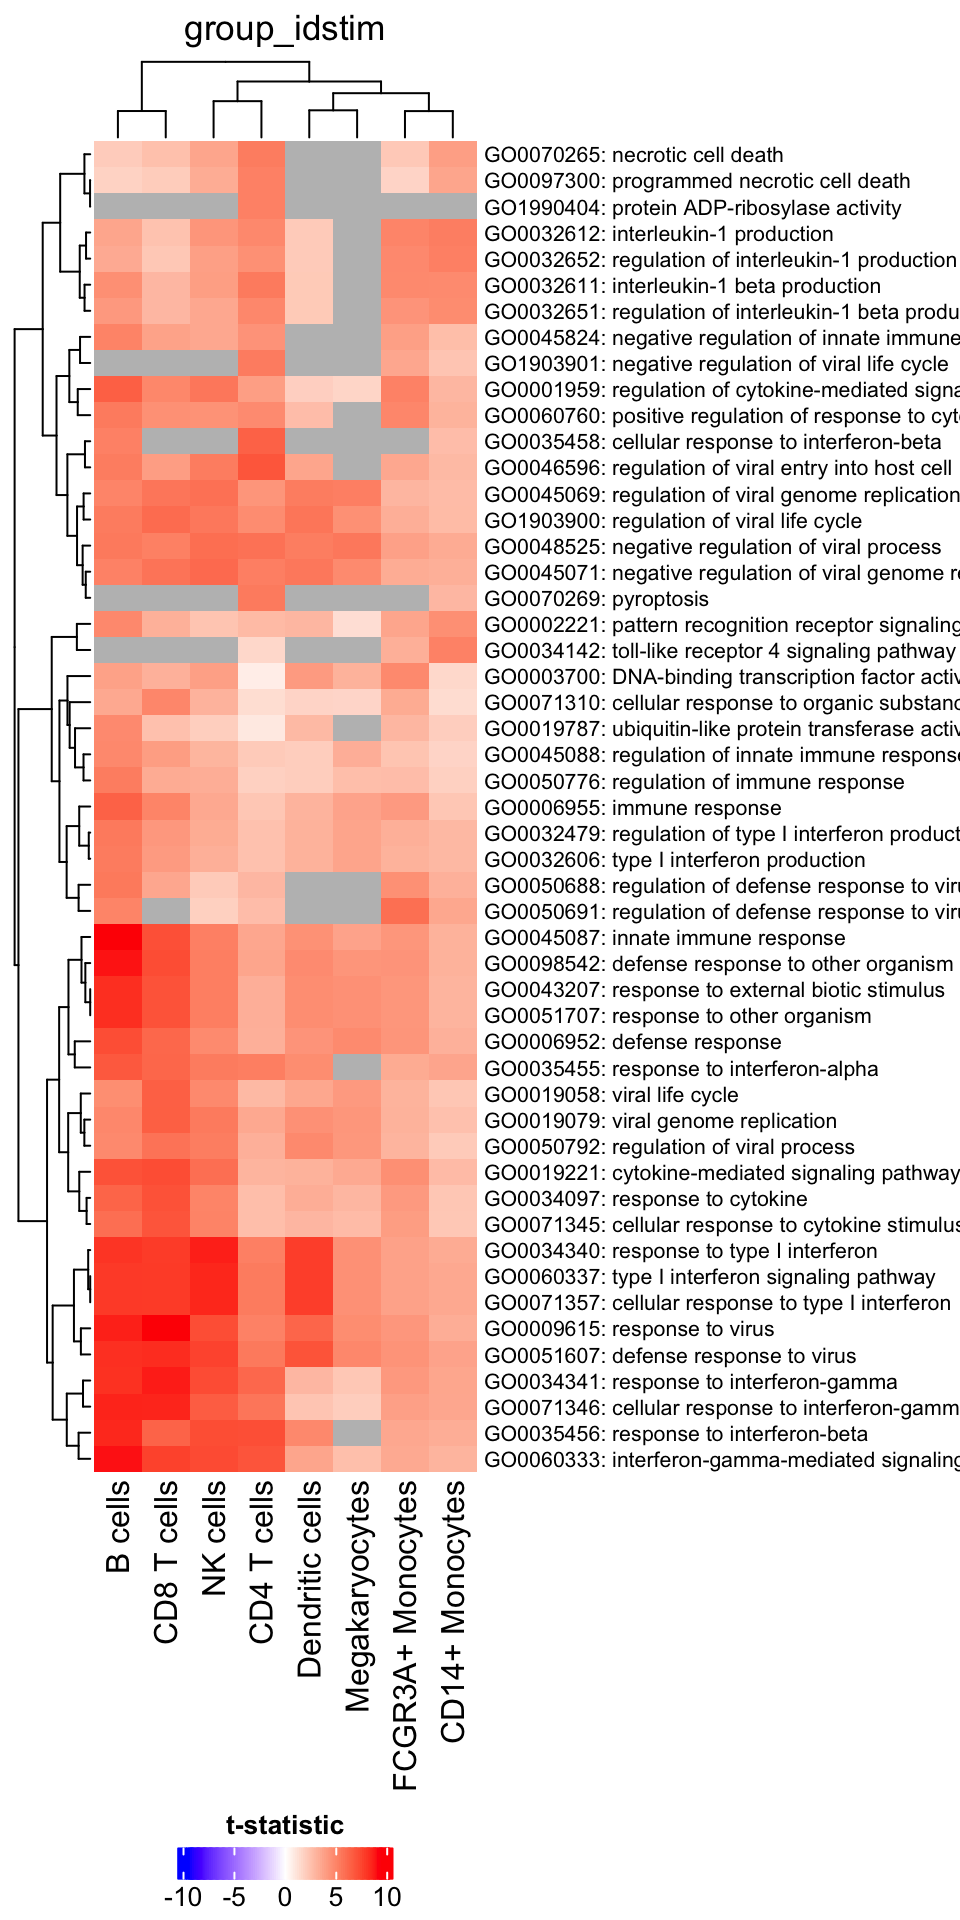 group_idstim
GO0070265: necrotic cell death
GO0097300: programmed necrotic cell death
GO1990404: protein ADP-ribosylase activity
GO0032612: interleukin-1 production
GO0032652: regulation of interleukin-1 production
GO0032611: interleukin-1 beta production
GO0032651: regulation of interleukin-1 beta produ
GO0045824: negative regulation of innate immune
GO1903901: negative regulation of viral life cycle
GO0001959: regulation of cytokine-mediated signa
GO0060760: positive regulation of response to cyt
GO0035458: cellular response to interferon-beta
GO0046596: regulation of viral entry into host cell
GO0045069: regulation of viral genome replication
GO1903900: regulation of viral life cycle
GO0048525: negative regulation of viral process
GO0045071: negative regulation of viral genome re
GO0070269: pyroptosis
GO0002221: pattern recognition receptor signaling
GO0034142: toll-like receptor 4 signaling pathway
GO0003700: DNA-binding transcription factor activ
GO0071310: cellular response to organic substanc
GO0019787: ubiquitin-like protein transferase activ
GO0045088: regulation of innate immune response
GO0050776: regulation of immune response
GO0006955: immune response
GO0032479: regulation of type I interferon product
GO0032606: type I interferon production
GO0050688: regulation of defense response to viru
GO0050691: regulation of defense response to viru
GO0045087: innate immune response
GO0098542: defense response to other organism
GO0043207: response to external biotic stimulus
GO0051707: response to other organism
GO0006952: defense response
GO0035455: response to interferon-alpha
GO0019058: viral life cycle
GO0019079: viral genome replication
GO0050792: regulation of viral process
GO0019221: cytokine-mediated signaling pathway
GO0034097: response to cytokine
GO0071345: cellular response to cytokine stimulus
GO0034340: response to type I interferon
GO0060337: type I interferon signaling pathway
GO0071357: cellular response to type I interferon
GO0009615: response to virus
GO0051607: defense response to virus
GO0034341: response to interferon-gamma
GO0071346: cellular response to interferon-gamm
GO0035456: response to interferon-beta
GO0060333: interferon-gamma-mediated signaling
B cells
CD8 T cells
NK cells
CD4 T cells
Dendritic cells
Megakaryocytes
FCGR3A+ Monocytes
CD14+ Monocytes
t-statistic
-10 -5 0 5 10